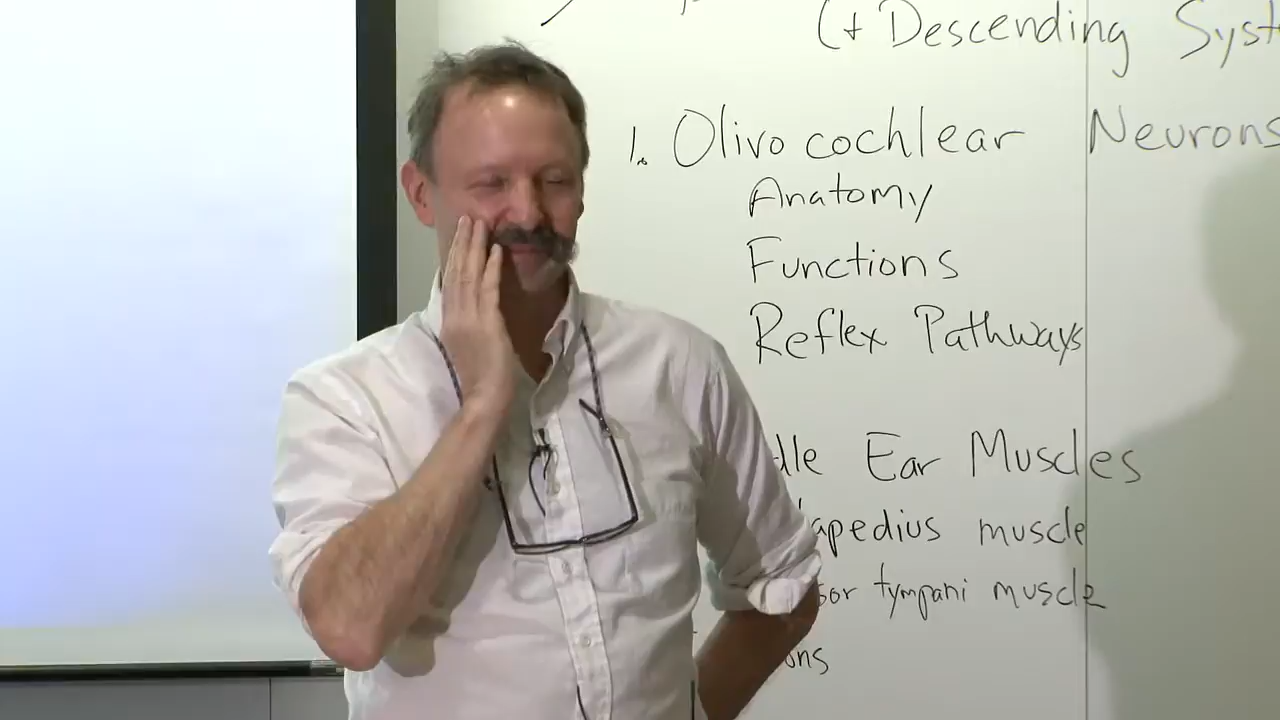 (+ Descending Syst
1. Olivocochlear Neurons
Anatomy
Functions
Reflex Pathways
dle Ear Muscles
apedius muscle
sor tympani muscle
ons